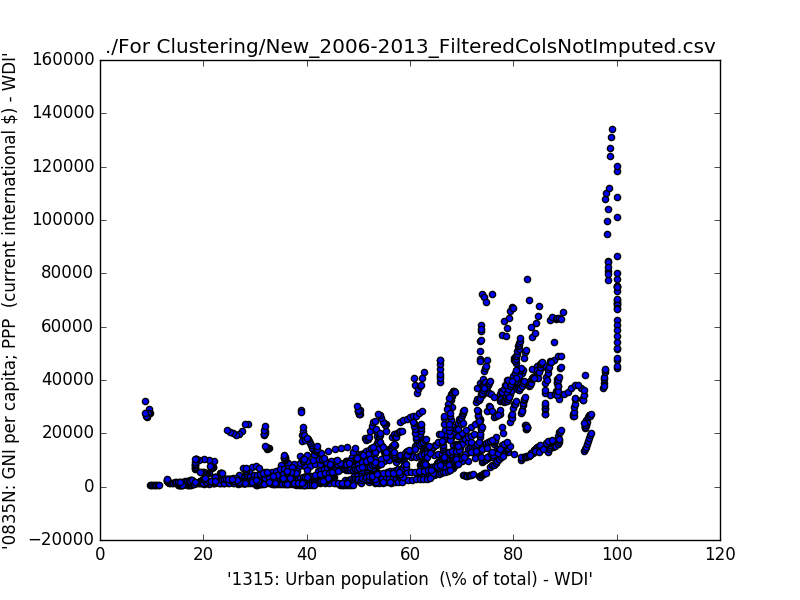 ./For Clustering/New_2006-2013_FilteredColsNotImputed.csv
160000
140000
120000
100000
80000
60000
40000
20000
0
−20000
0 20 40 60 80 100 120
'0835N: GNI per capita; PPP  (current international $) - WDI'
'1315: Urban population  (\% of total) - WDI'